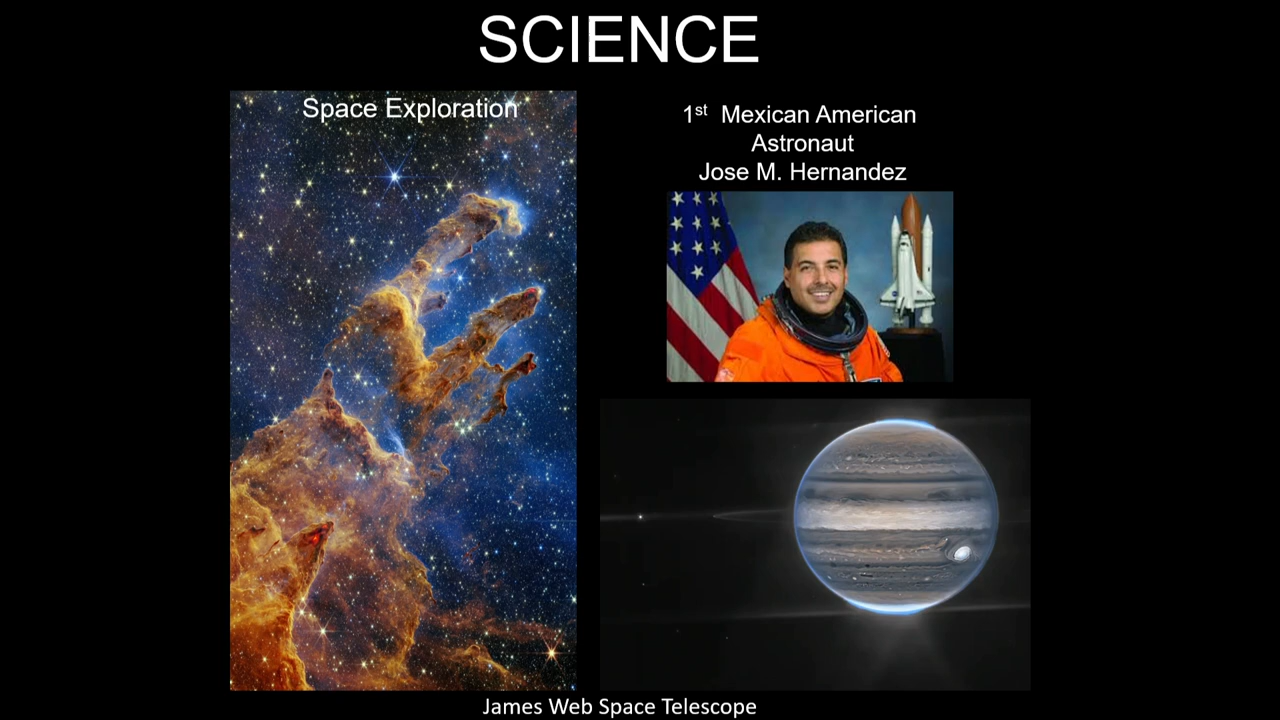 SCIENCE
Space Exploration
1st Mexican American
Astronaut
Jose M. Hernandez
James Web Space Telescope